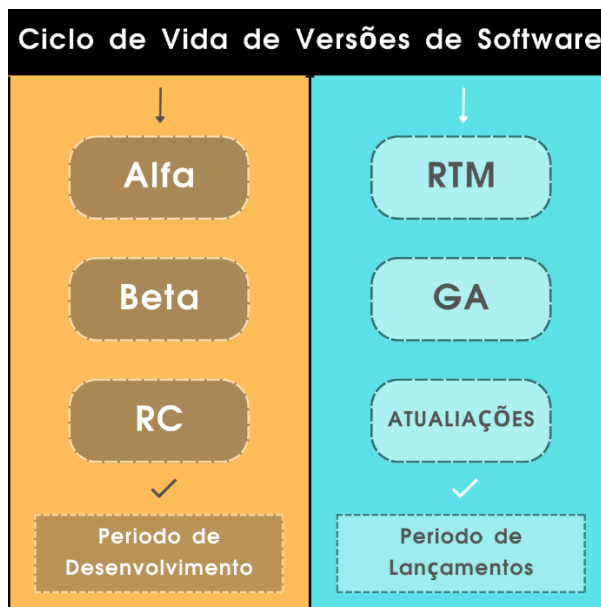 Ciclo de Vida de Versões de Software
Alfa
Beta
RC
Periodo de
Desenvolvimento
RTM
GA
ATUALIAÇÕES
Periodo de
Lançamentos